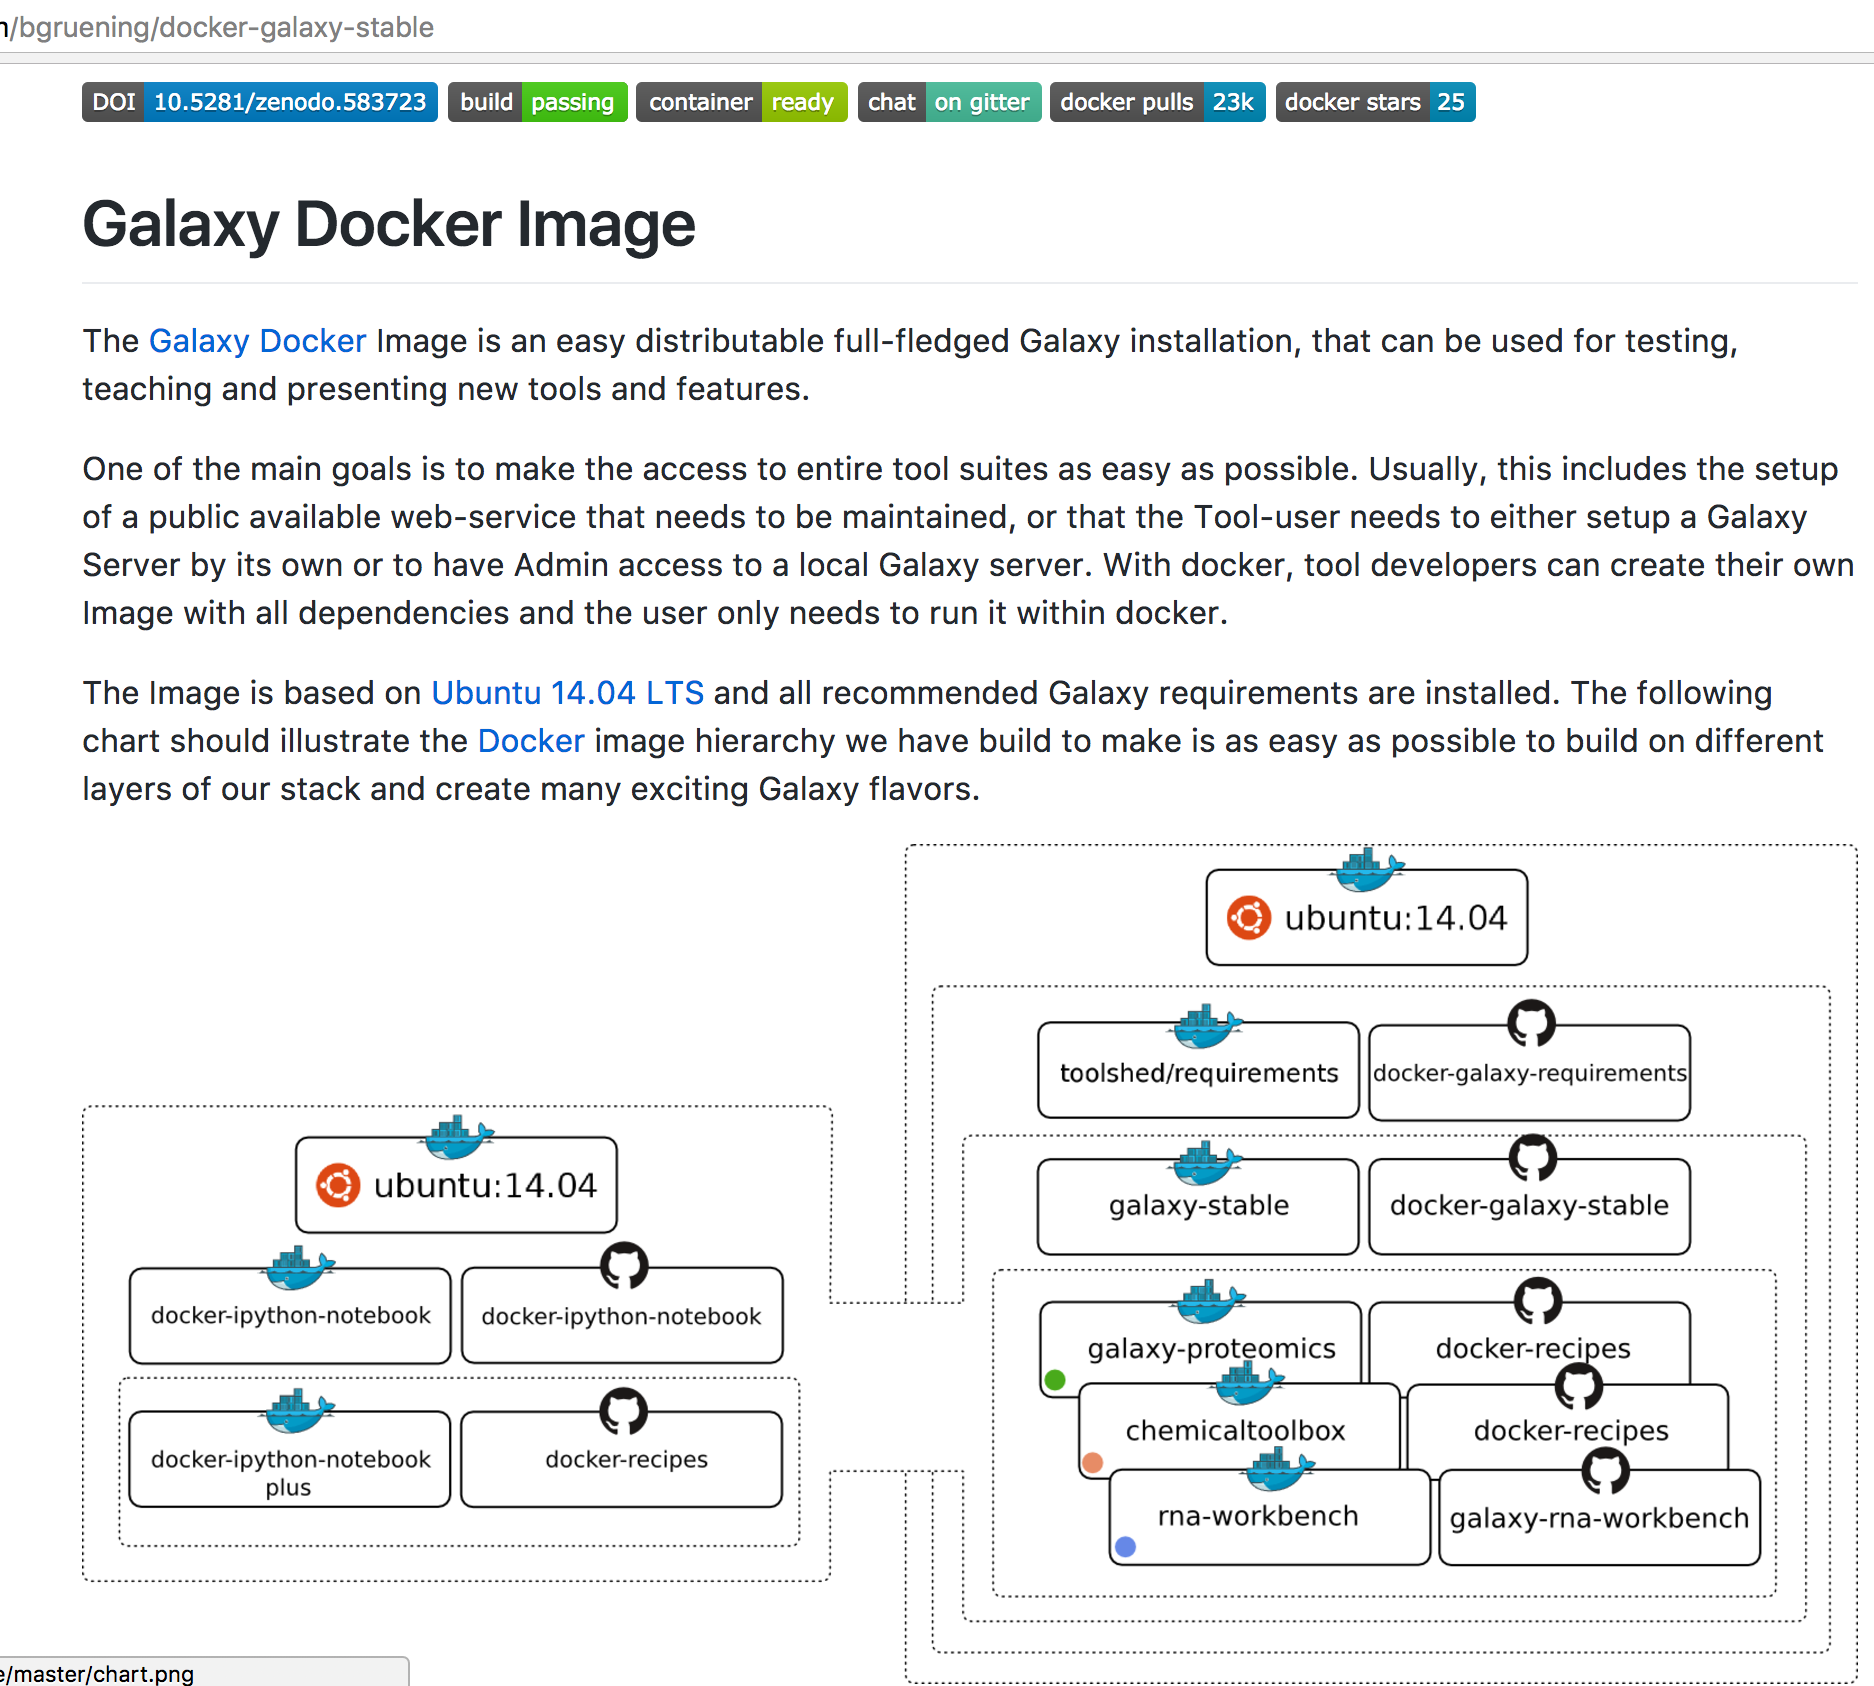 /bgruening/docker-galaxy-stable
DOI 10.5281/zenodo.583723 build passing container ready chat on gitter docker pulls 23k docker stars 25
Galaxy Docker Image
The Galaxy Docker Image is an easy distributable full-fledged Galaxy installation, that can be used for testing,
teaching and presenting new tools and features.
One of the main goals is to make the access to entire tool suites as easy as possible. Usually, this includes the setup
of a public available web-service that needs to be maintained, or that the Tool-user needs to either setup a Galaxy
Server by its own or to have Admin access to a local Galaxy server. With docker, tool developers can create their own
Image with all dependencies and the user only needs to run it within docker.
The Image is based on Ubuntu 14.04 LTS and all recommended Galaxy requirements are installed. The following
chart should illustrate the Docker image hierarchy we have build to make is as easy as possible to build on different
layers of our stack and create many exciting Galaxy flavors.
ubuntu:14.04
docker-ipython-notebook
docker-ipython-notebook
docker-ipython-notebook
plus
docker-recipes
ubuntu:14.04
toolshed/requirements
docker-galaxy-requirements
galaxy-stable
docker-galaxy-stable
galaxy-proteomics
docker-recipes
chemicaltoolbox
docker-recipes
rna-workbench
galaxy-rna-workbench
/master/chart.png